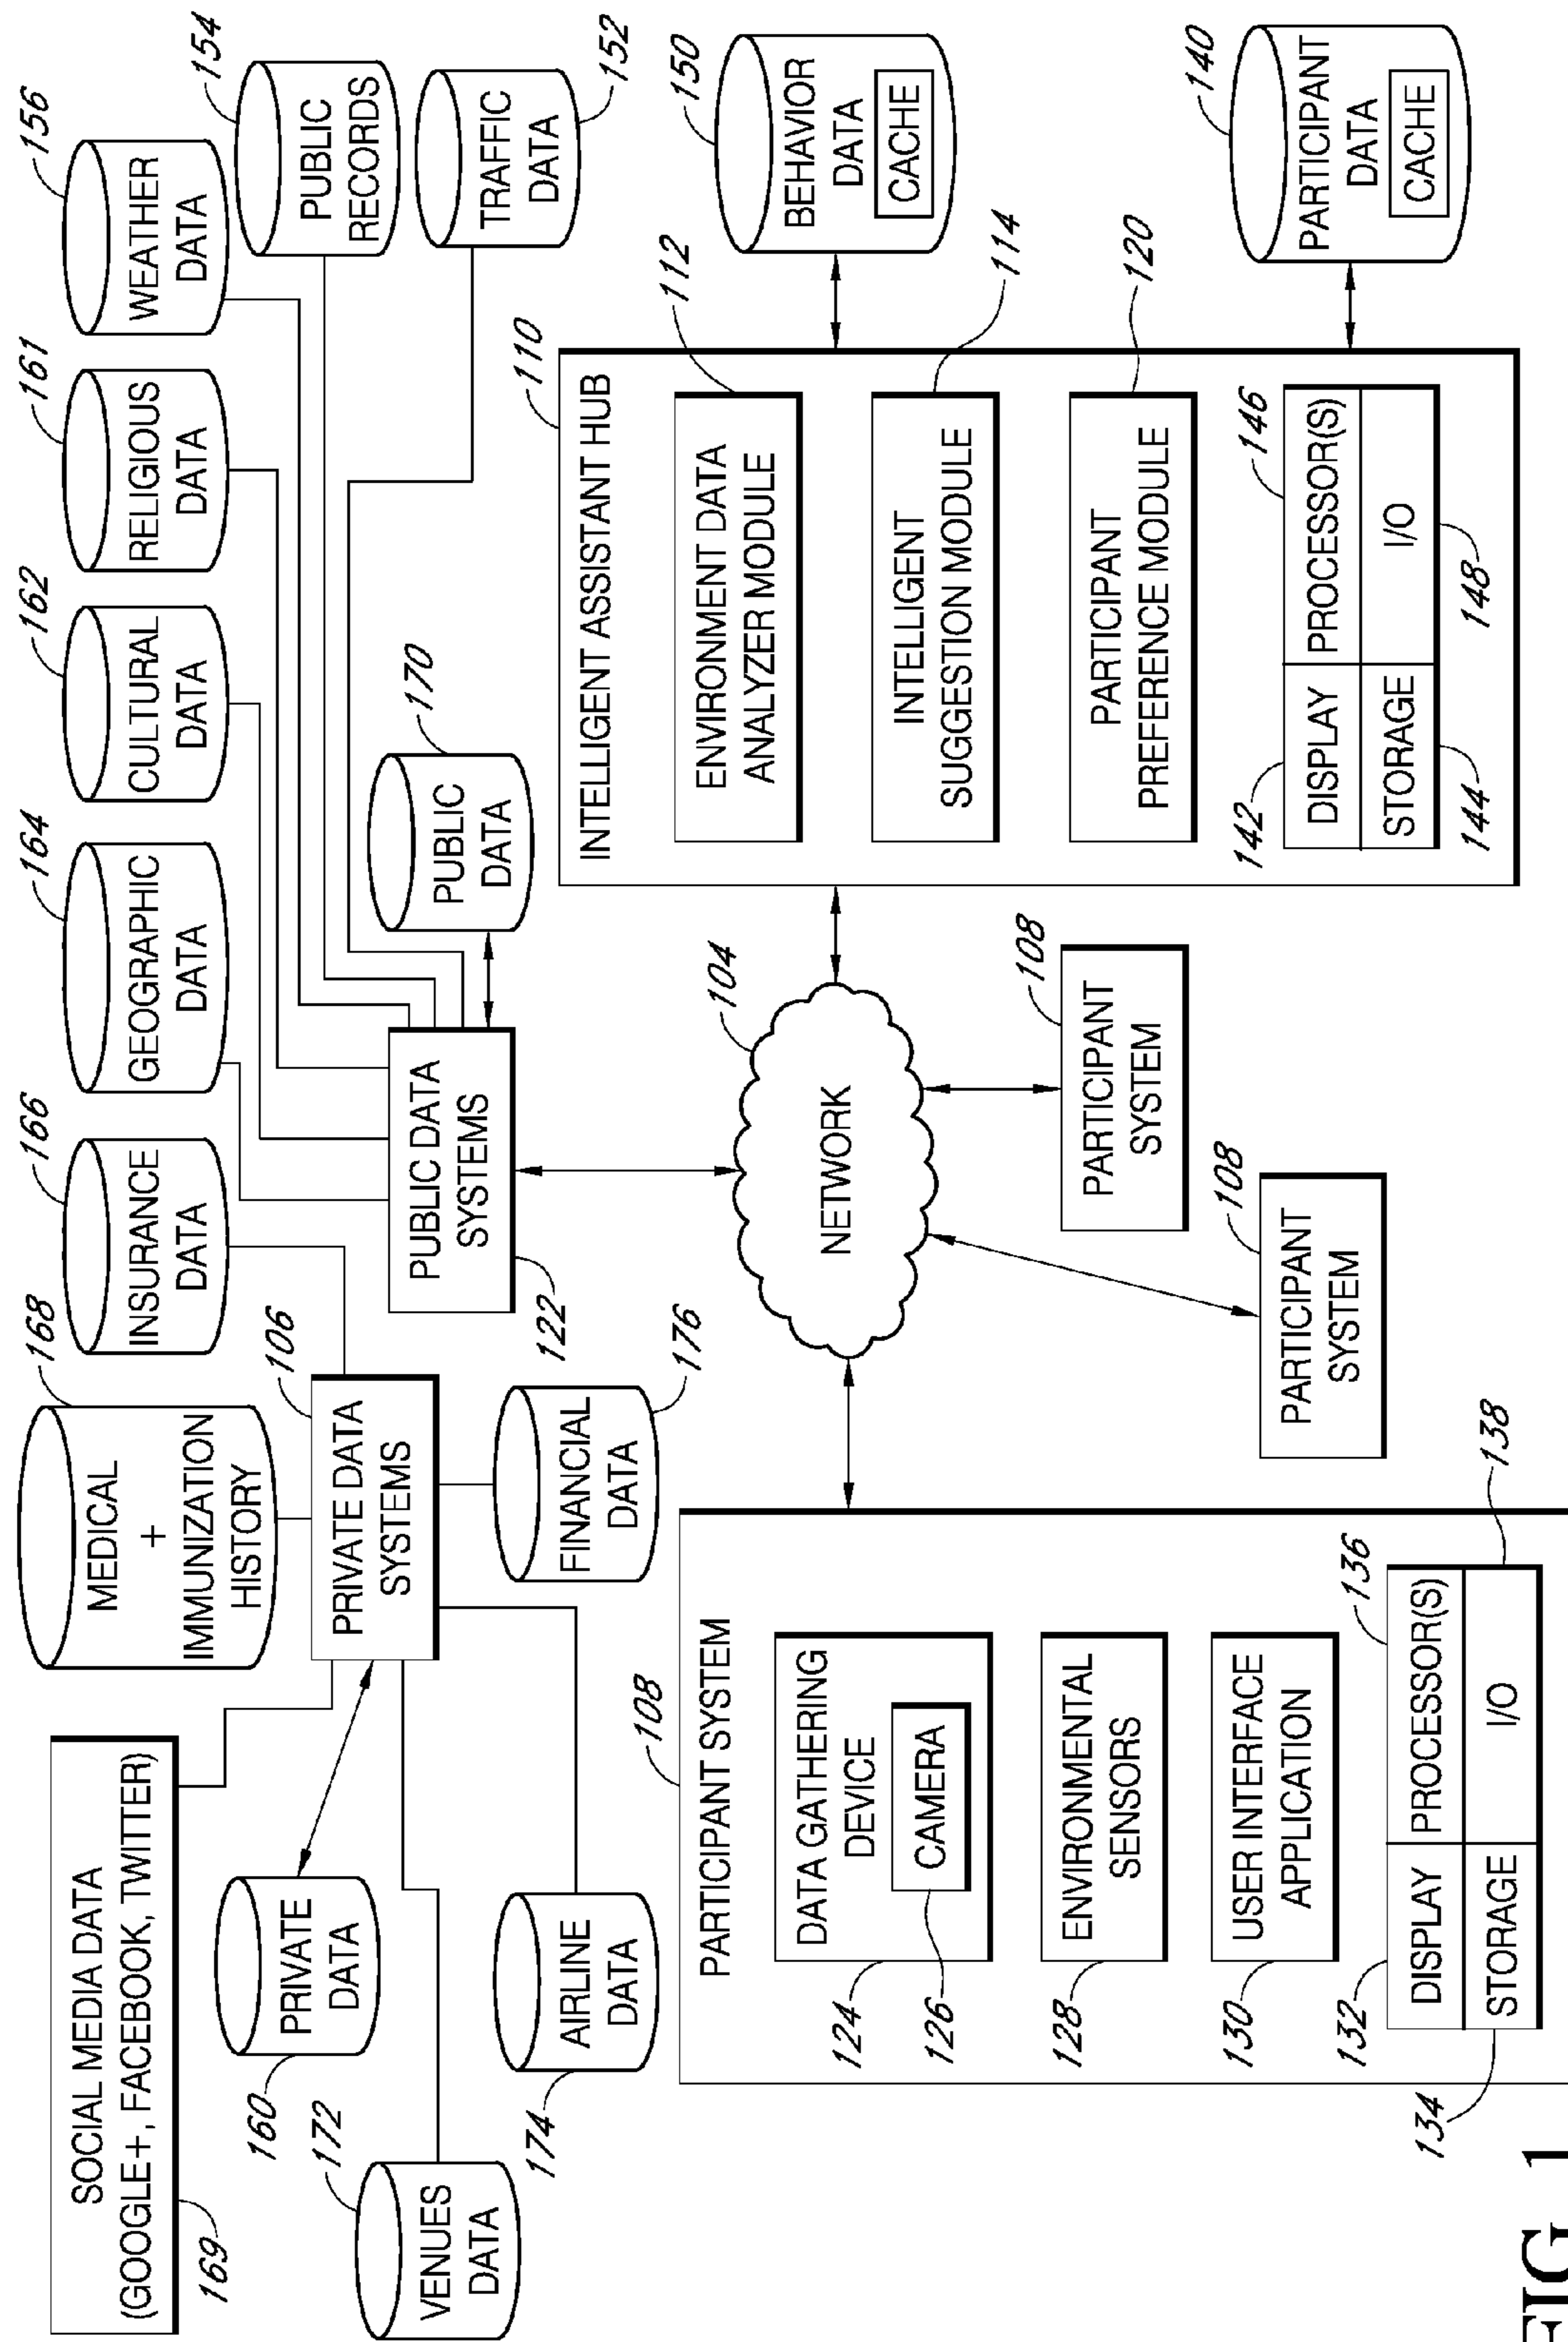 SOCIAL MEDIA DATA
(GOOGLE+, FACEBOOK, TWITTER)
169
MEDICAL
+
IMMUNIZATION
HISTORY
168
INSURANCE
DATA
166
GEOGRAPHIC
DATA
164
CULTURAL
DATA
162
RELIGIOUS
DATA
161
WEATHER
DATA
156
PUBLIC
RECORDS
154
TRAFFIC
DATA
152
PRIVATE
DATA
160
VENUES
DATA
172
AIRLINE
DATA
174
PRIVATE DATA
SYSTEMS
106
FINANCIAL
DATA
176
PUBLIC DATA
SYSTEMS
122
PUBLIC
DATA
170
PARTICIPANT SYSTEM
108
DATA GATHERING
DEVICE
CAMERA
124
126
ENVIRONMENTAL
SENSORS
128
USER INTERFACE
APPLICATION
130
DISPLAY
PROCESSOR(S)
STORAGE
I/O
132
134
136
138
NETWORK
104
PARTICIPANT
SYSTEM
108
PARTICIPANT
SYSTEM
108
INTELLIGENT ASSISTANT HUB
110
ENVIRONMENT DATA
ANALYZER MODULE
112
INTELLIGENT
SUGGESTION MODULE
114
PARTICIPANT
PREFERENCE MODULE
120
DISPLAY
PROCESSOR(S)
STORAGE
I/O
142
144
146
148
BEHAVIOR
DATA
CACHE
150
PARTICIPANT
DATA
CACHE
140
FIG. 1